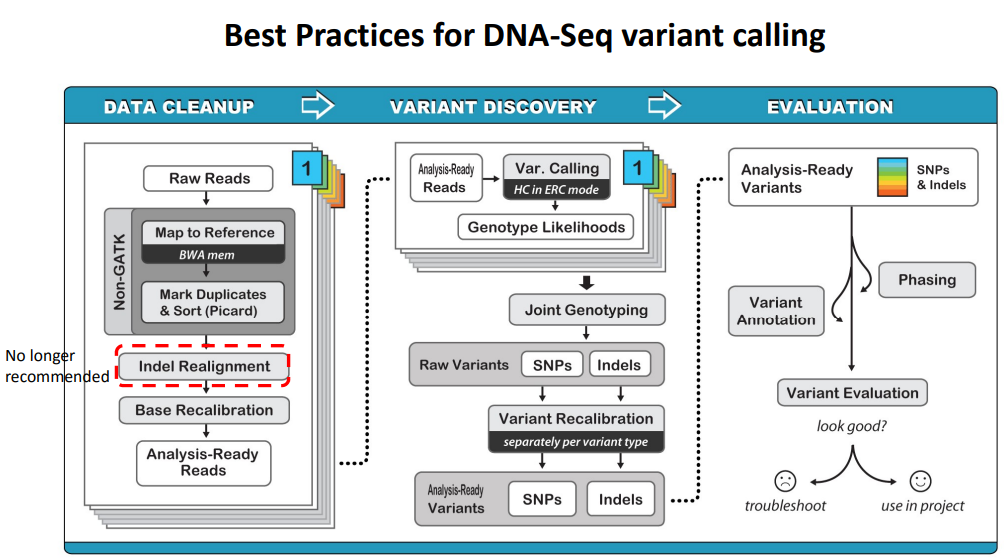 Best Practices for DNA-Seq variant calling
DATA CLEANUP
VARIANT DISCOVERY
EVALUATION
1
Raw Reads
Non-GATK
Map to Reference
BWA mem
Mark Duplicates
& Sort (Picard)
No longer
recommended
Indel Realignment
Base Recalibration
Analysis-Ready
Reads
1
Analysis-Ready
Reads
Var. Calling
HC in ERC mode
Genotype Likelihoods
Joint Genotyping
Raw Variants
SNPs
Indels
Variant Recalibration
separately per variant type
Analysis-Ready
Variants
SNPs
Indels
Analysis-Ready
Variants
SNPs
& Indels
Phasing
Variant
Annotation
Variant Evaluation
look good?
troubleshoot
use in project